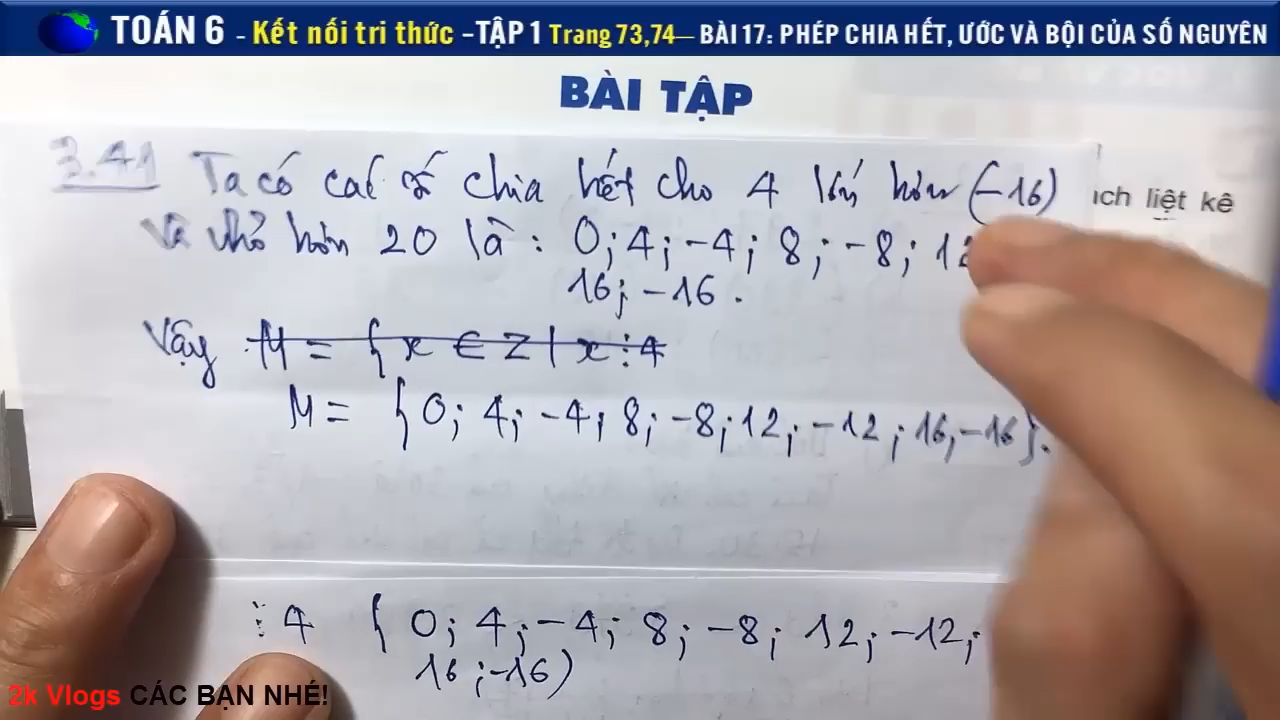 TOÁN 6 - Kết nối tri thức -TẬP 1 Trang 73,74— BÀI 17: PHÉP CHIA HẾT, ƯỚC VÀ BỘI CỦA SỐ NGUYÊN
BÀI TẬP
3.41 Ta có các số chia hết cho 4 lớn hơn (-16)
ách liệt kê
và nhỏ hơn 20 là : 0; 4; -4; 8; -8; 12
16; -16.
Vậy M = { x ∈ Z | x ⋮ 4
M = { 0; 4; -4; 8; -8; 12; -12; 16, -16}.
⋮ 4 { 0; 4; -4; 8; -8; 12; -12;
16; -16)
2k Vlogs CÁC BẠN NHÉ!